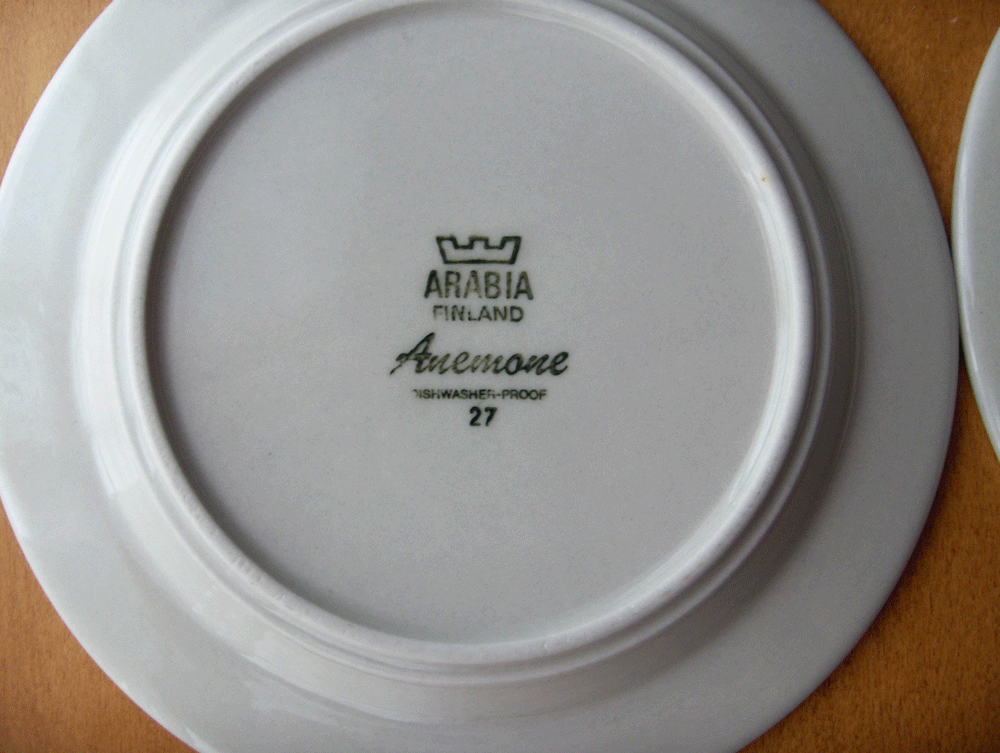 ARABIA
FINLAND
Anemone
DISHWASHER-PROOF
27